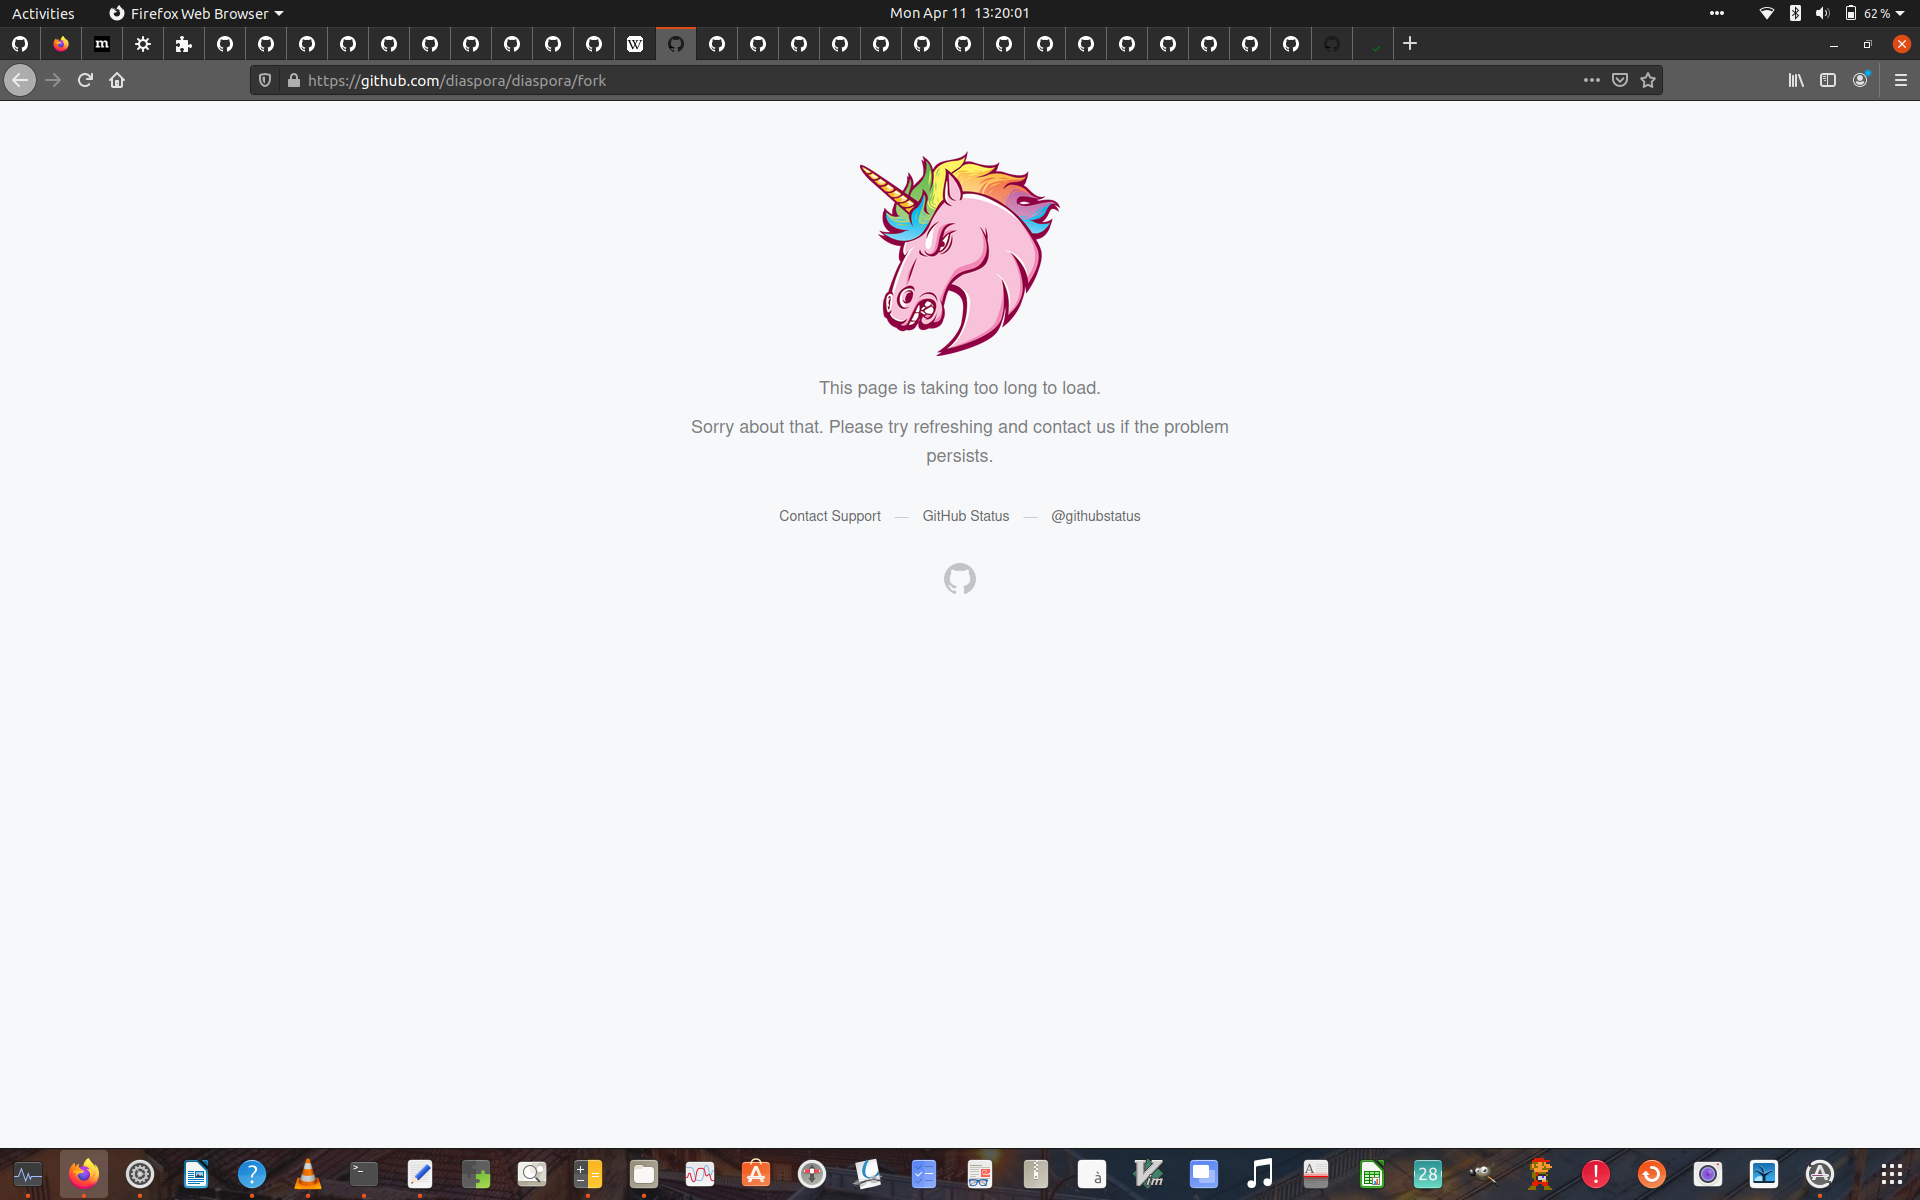 Activities
Firefox Web Browser
Mon Apr 11 13:20:01
62 %
m
W
https://github.com/diaspora/diaspora/fork
This page is taking too long to load.
Sorry about that. Please try refreshing and contact us if the problem
persists.
Contact Support — GitHub Status — @githubstatus
?
>_
à
Vim
A
28
!